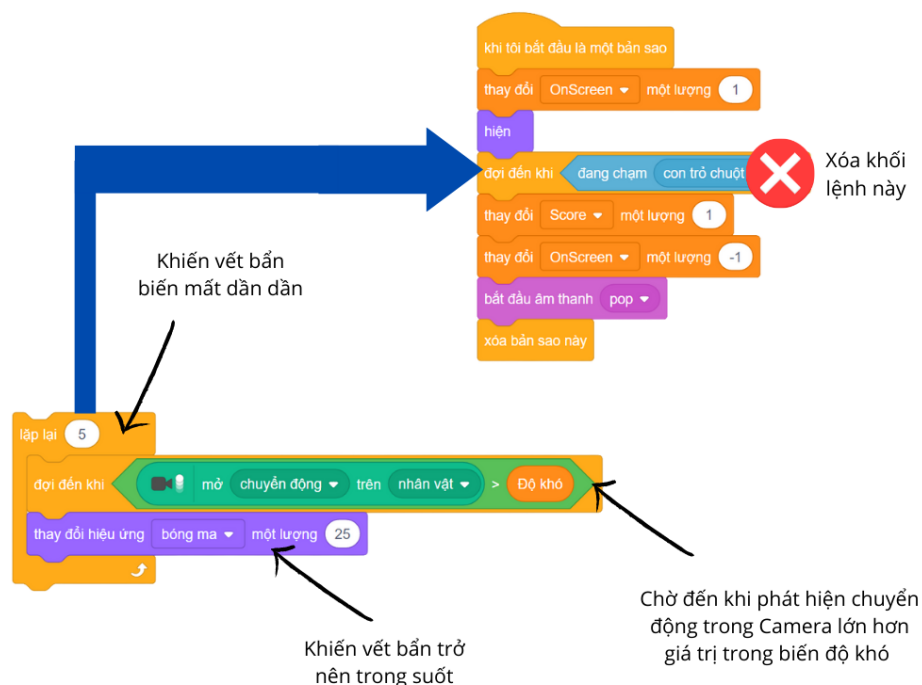 khi tôi bắt đầu là một bản sao
thay đổi OnScreen một lượng 1
hiện
đợi đến khi đang chạm con trỏ chuột
Xóa khối
lệnh này
thay đổi Score một lượng 1
thay đổi OnScreen một lượng -1
bắt đầu âm thanh pop
xóa bản sao này
Khiến vết bẩn
biến mất dần dần
lặp lại 5
đợi đến khi mở chuyển động trên nhân vật > Độ khó
thay đổi hiệu ứng bóng ma một lượng 25
Khiến vết bẩn trở
nên trong suốt
Chờ đến khi phát hiện chuyển
động trong Camera lớn hơn
giá trị trong biến độ khó